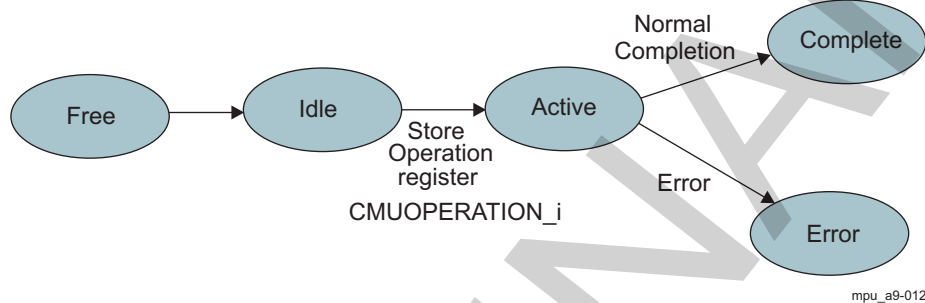 Free
Idle
Store
Operation
register
CMUOPERATION_i
Active
Normal
Completion
Complete
Error
Error
mpu_a9-012